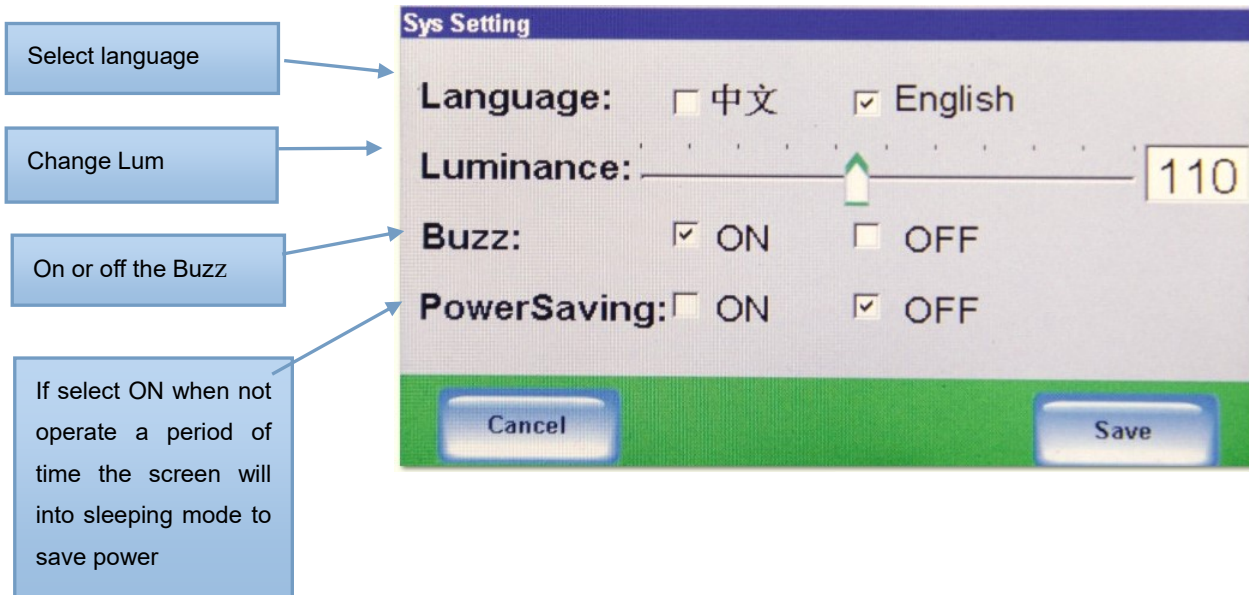 Sys Setting
Select language
Language: 中文 English
Change Lum
Luminance: 110
On or off the Buzz
Buzz: ON OFF
PowerSaving: ON OFF
If select ON when not
operate a period of
time the screen will
into sleeping mode to
save power
Cancel Save